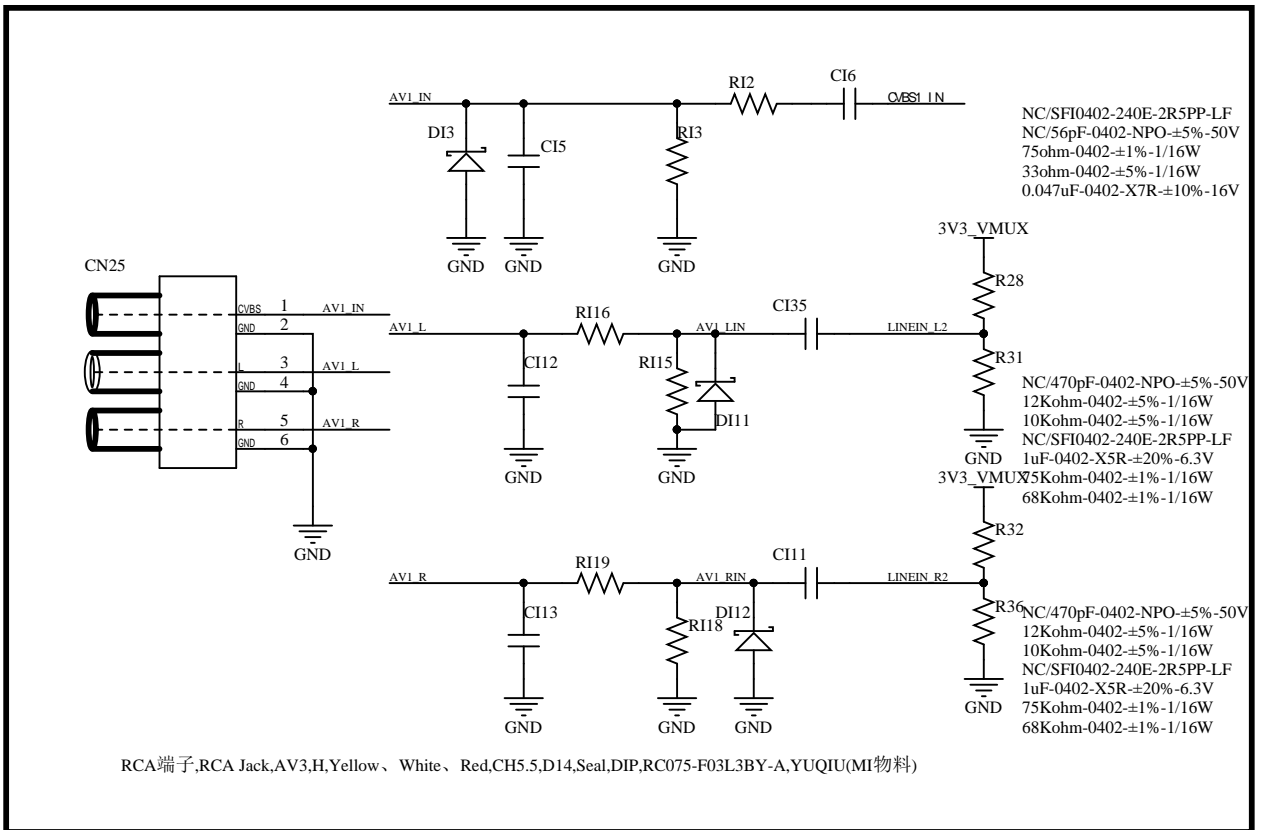 AV1_IN
RI2
CI6
CVBS1_IN
DI3
CI5
RI3
GND
GND
GND
NC/SFI0402-240E-2R5PP-LF
NC/56pF-0402-NPO-±5%-50V
75ohm-0402-±1%-1/16W
33ohm-0402-±5%-1/16W
0.047uF-0402-X7R-±10%-16V
3V3_VMUX
R28
CN25
CVBS 1 AV1_IN
GND 2
L 3 AV1_L
GND 4
R 5 AV1_R
GND 6
GND
AV1_L
RI16
CI12
RI15
AV1_LIN
DI11
CI35
LINEIN_L2
R31
GND
GND
GND
NC/470pF-0402-NPO-±5%-50V
12Kohm-0402-±5%-1/16W
10Kohm-0402-±5%-1/16W
NC/SFI0402-240E-2R5PP-LF
1uF-0402-X5R-±20%-6.3V
75Kohm-0402-±1%-1/16W
68Kohm-0402-±1%-1/16W
3V3_VMUX
R32
AV1_R
RI19
CI13
RI18
AV1_RIN
DI12
CI11
LINEIN_R2
R36
GND
GND
GND
GND
NC/470pF-0402-NPO-±5%-50V
12Kohm-0402-±5%-1/16W
10Kohm-0402-±5%-1/16W
NC/SFI0402-240E-2R5PP-LF
1uF-0402-X5R-±20%-6.3V
75Kohm-0402-±1%-1/16W
68Kohm-0402-±1%-1/16W
RCA端子,RCA Jack,AV3,H,Yellow、White、Red,CH5.5,D14,Seal,DIP,RC075-F03L3BY-A,YUQIU(MI物料)